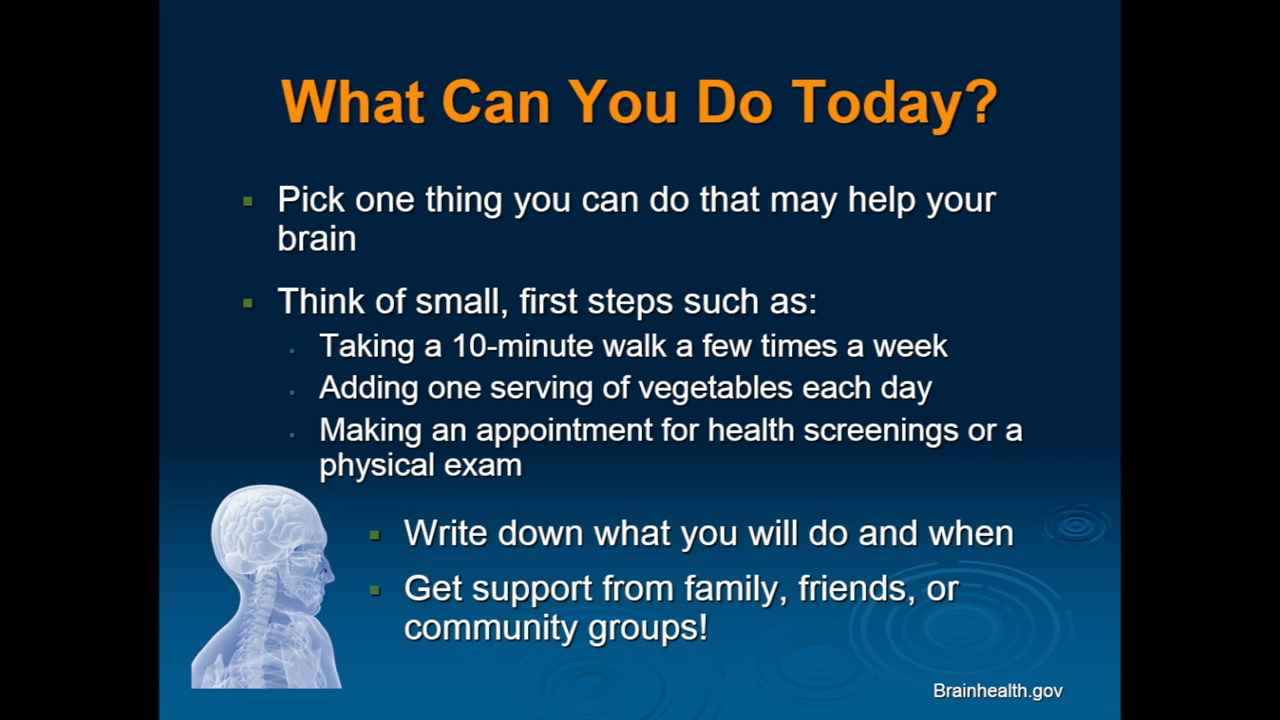 What Can You Do Today?
Pick one thing you can do that may help your
brain
Think of small, first steps such as:
Taking a 10-minute walk a few times a week
Adding one serving of vegetables each day
Making an appointment for health screenings or a
physical exam
Write down what you will do and when
Get support from family, friends, or
community groups!
Brainhealth.gov